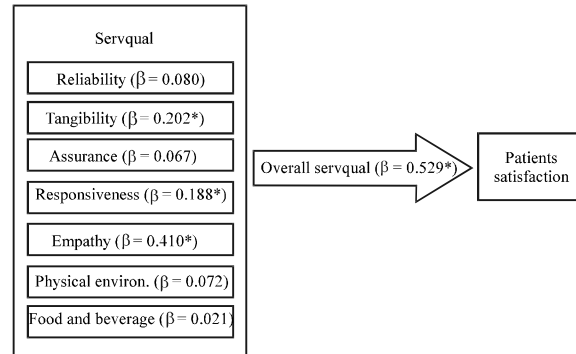 Servqual
Reliability (β = 0.080)
Tangibility (β = 0.202*)
Assurance (β = 0.067)
Responsiveness (β = 0.188*)
Empathy (β = 0.410*)
Physical environ. (β = 0.072)
Food and beverage (β = 0.021)
Overall servqual (β = 0.529*)
Patients
satisfaction